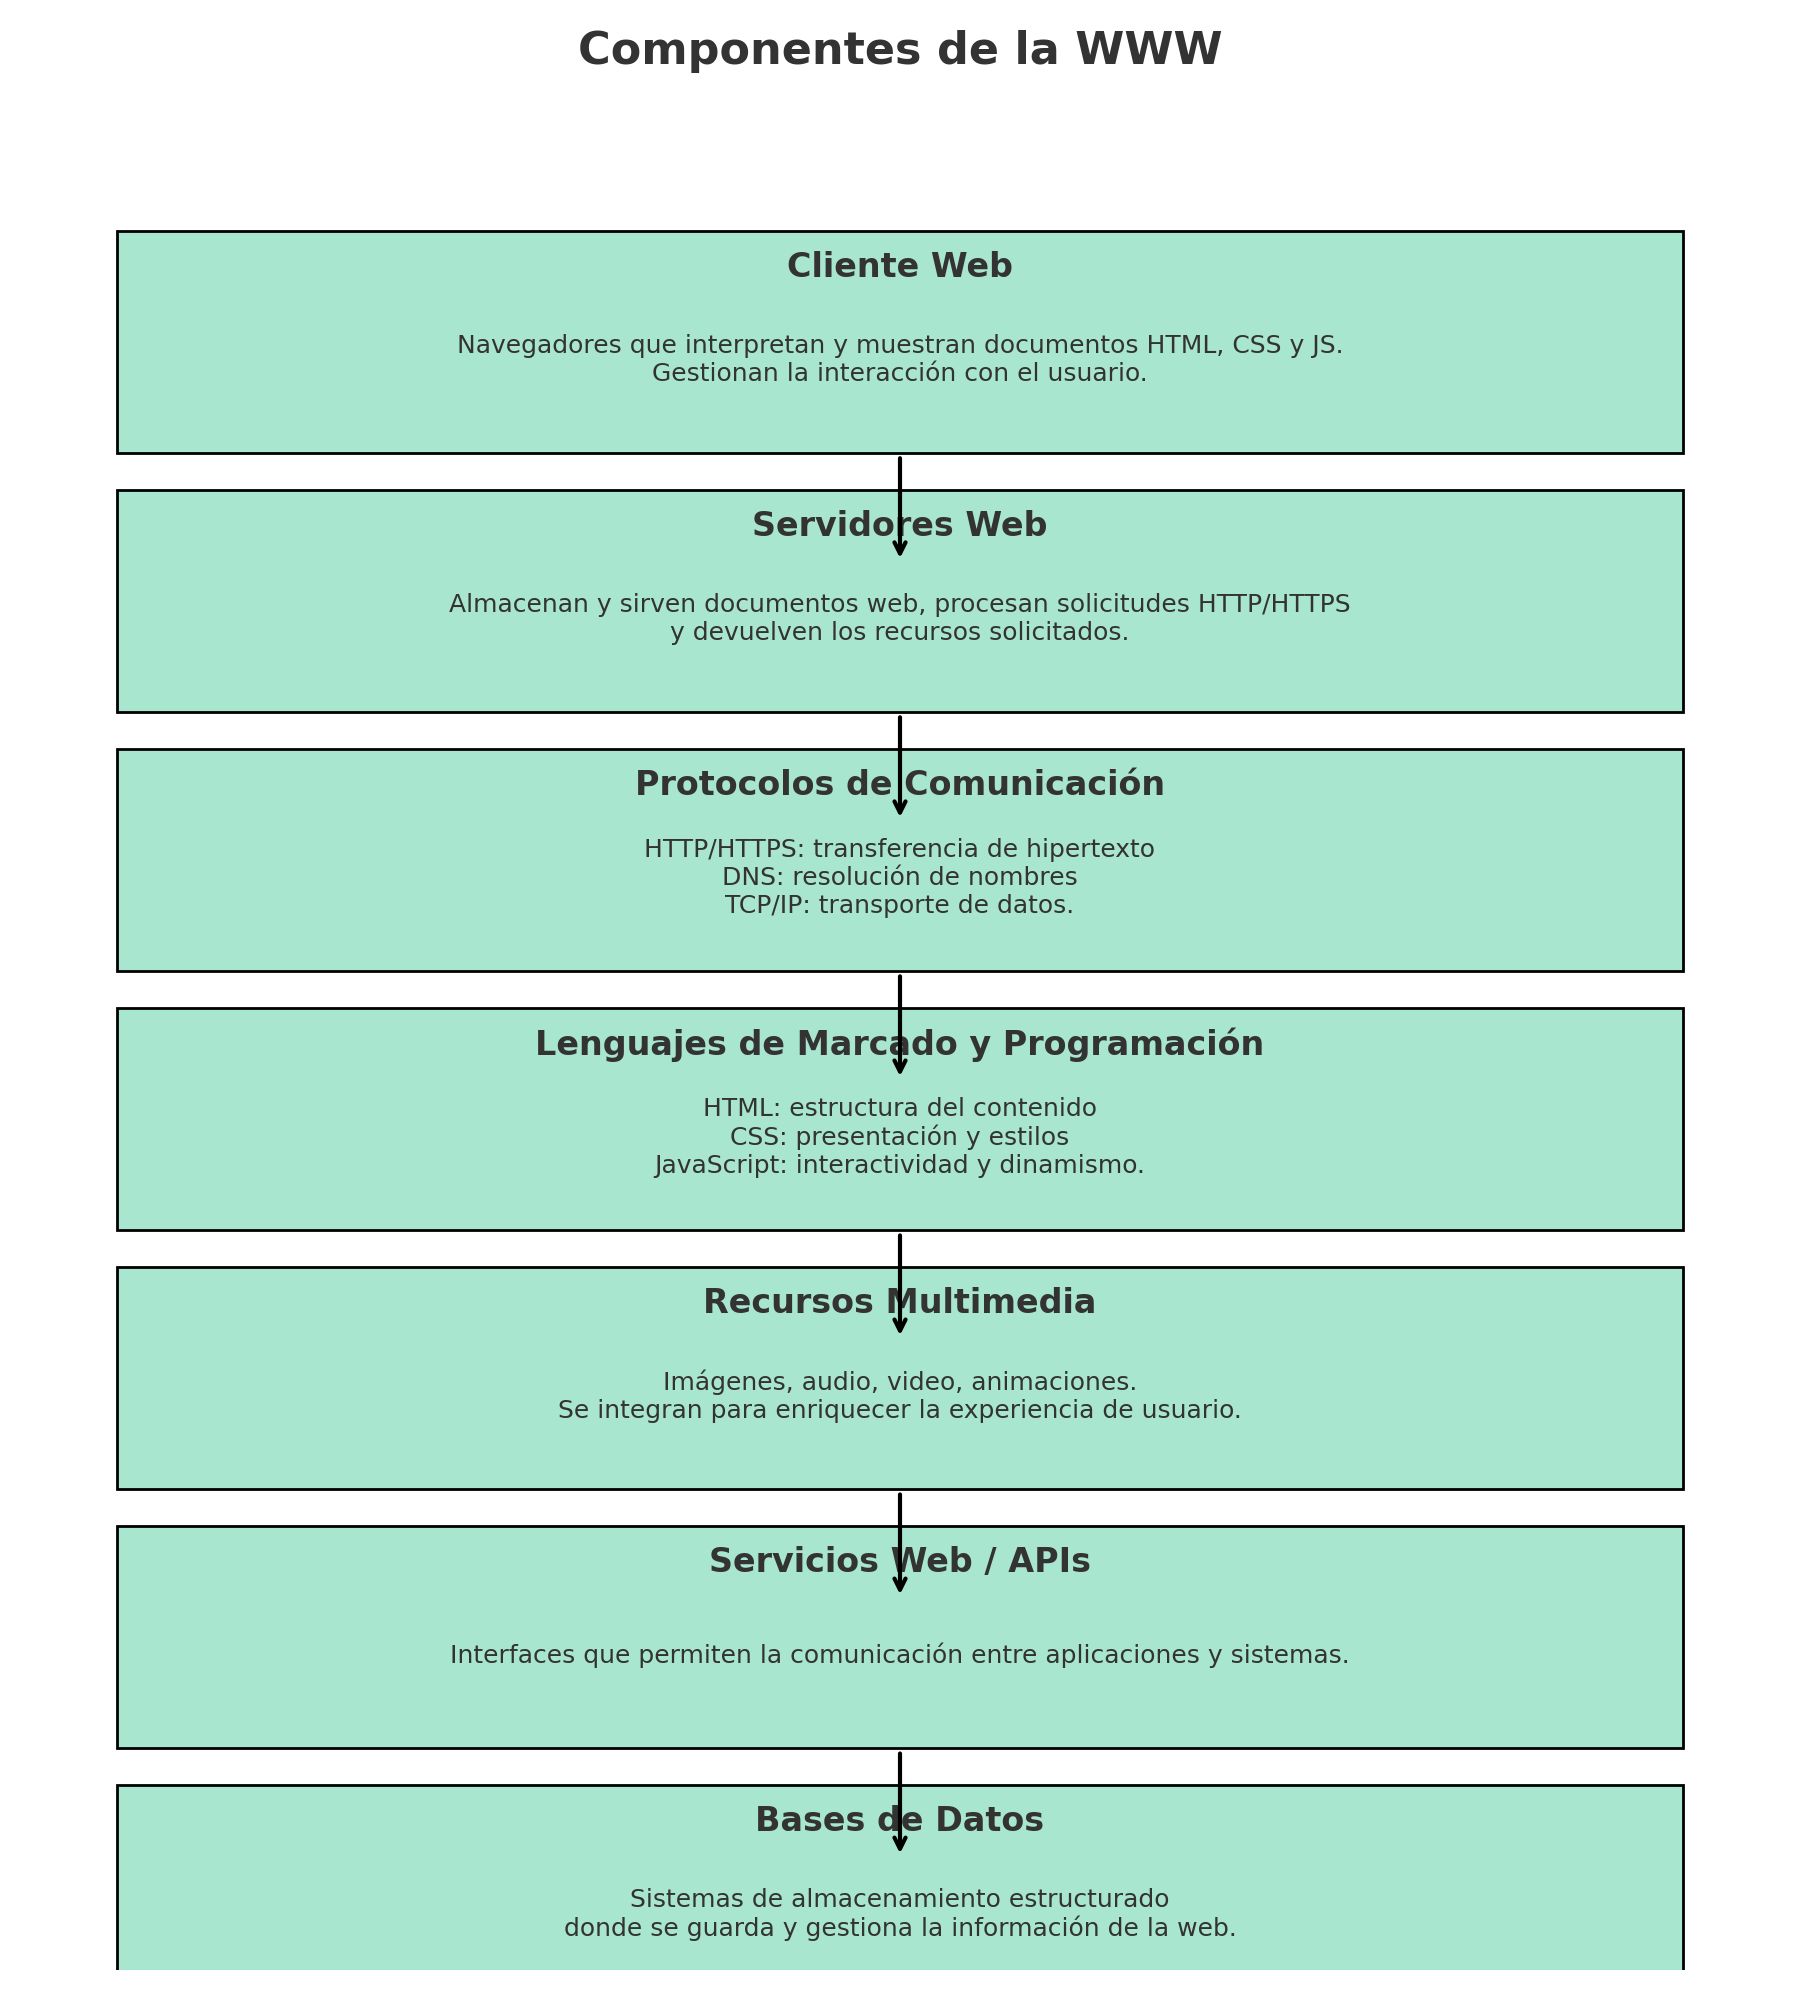 Componentes de la WWW
Cliente Web
Navegadores que interpretan y muestran documentos HTML, CSS y JS.
Gestionan la interacción con el usuario.
Servidores Web
Almacenan y sirven documentos web, procesan solicitudes HTTP/HTTPS
y devuelven los recursos solicitados.
Protocolos de Comunicación
HTTP/HTTPS: transferencia de hipertexto
DNS: resolución de nombres
TCP/IP: transporte de datos.
Lenguajes de Marcado y Programación
HTML: estructura del contenido
CSS: presentación y estilos
JavaScript: interactividad y dinamismo.
Recursos Multimedia
Imágenes, audio, video, animaciones.
Se integran para enriquecer la experiencia de usuario.
Servicios Web / APIs
Interfaces que permiten la comunicación entre aplicaciones y sistemas.
Bases de Datos
Sistemas de almacenamiento estructurado
donde se guarda y gestiona la información de la web.